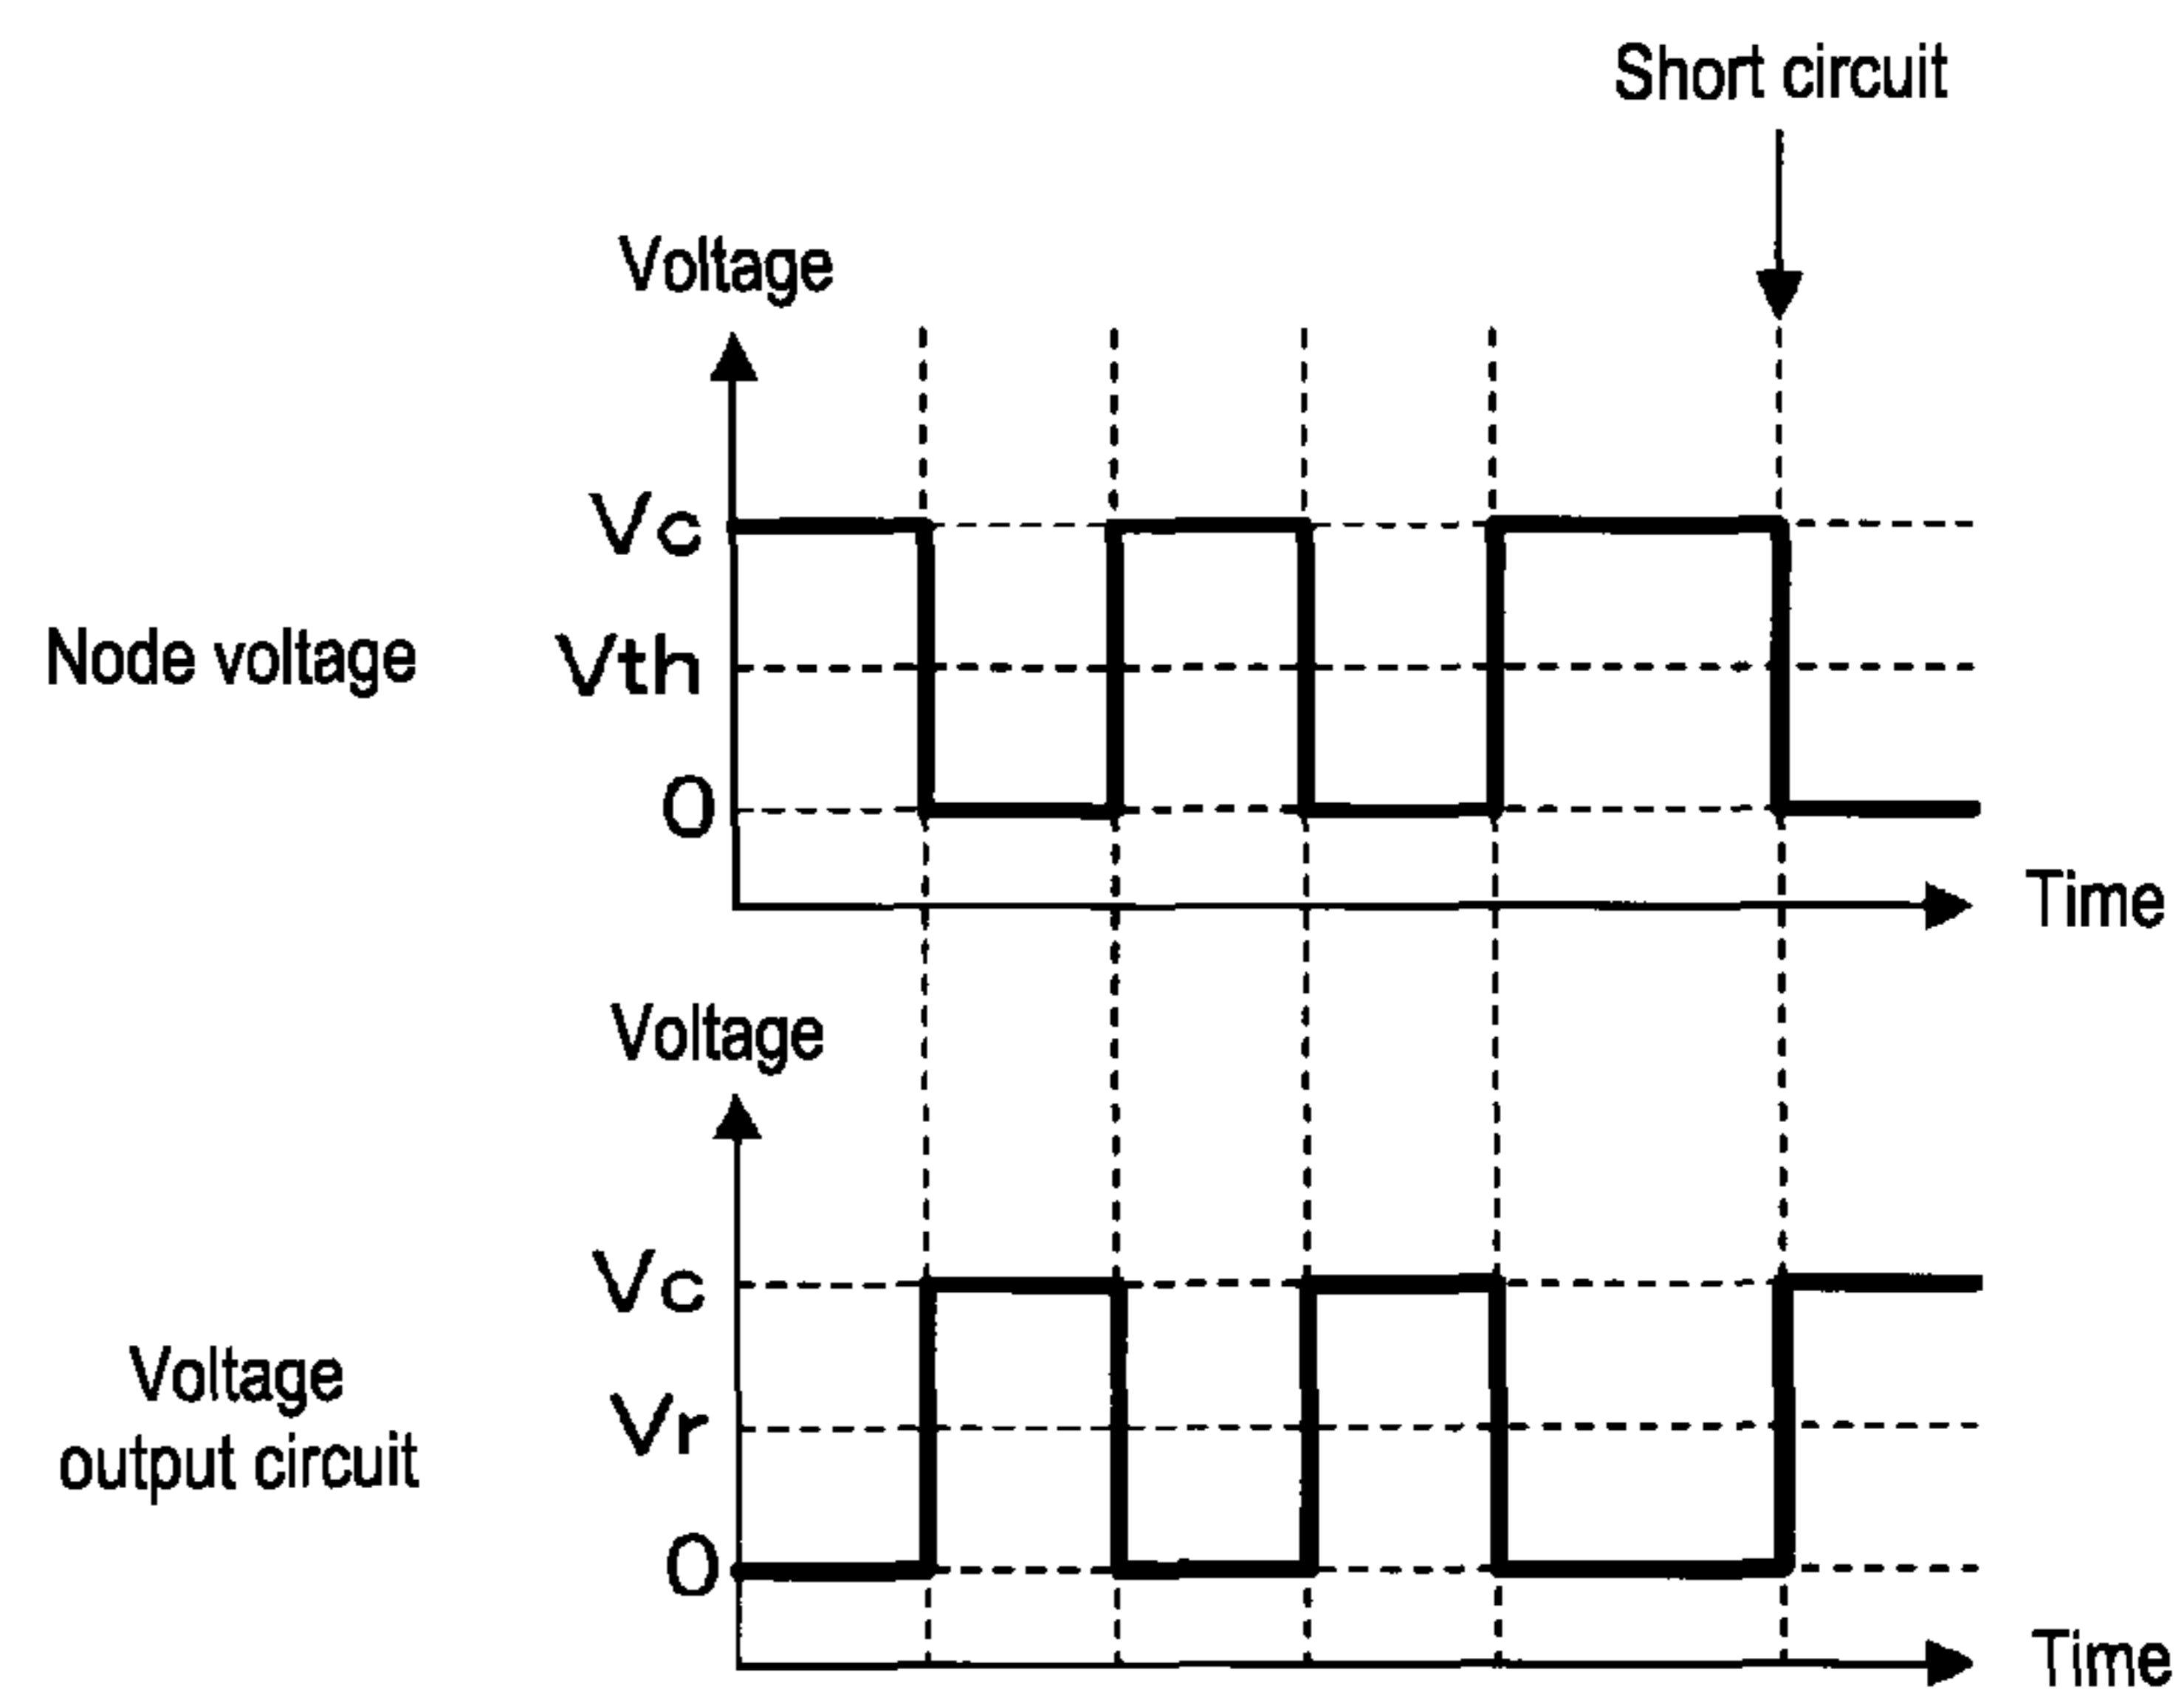 Short circuit
Voltage
Vc
Node voltage
Vth
0
Time
Voltage
Vc
Voltage
output circuit
Vr
0
Time